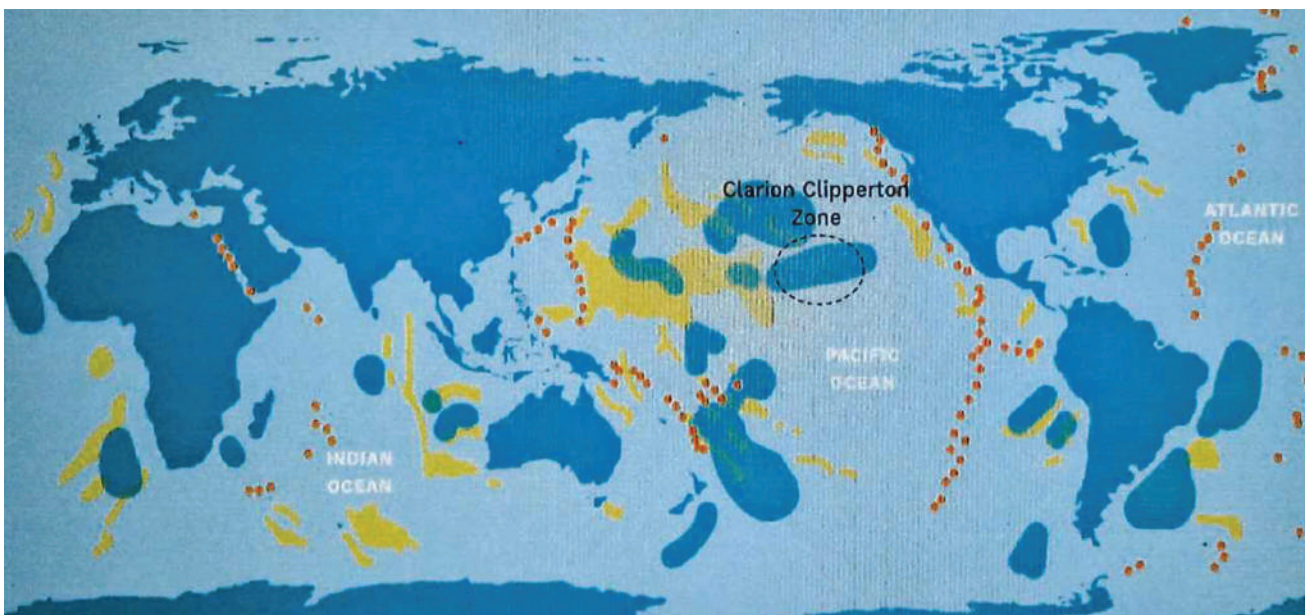 Clarion Clipperton
Zone
ATLANTIC
OCEAN
PACIFIC
OCEAN
INDIAN
OCEAN